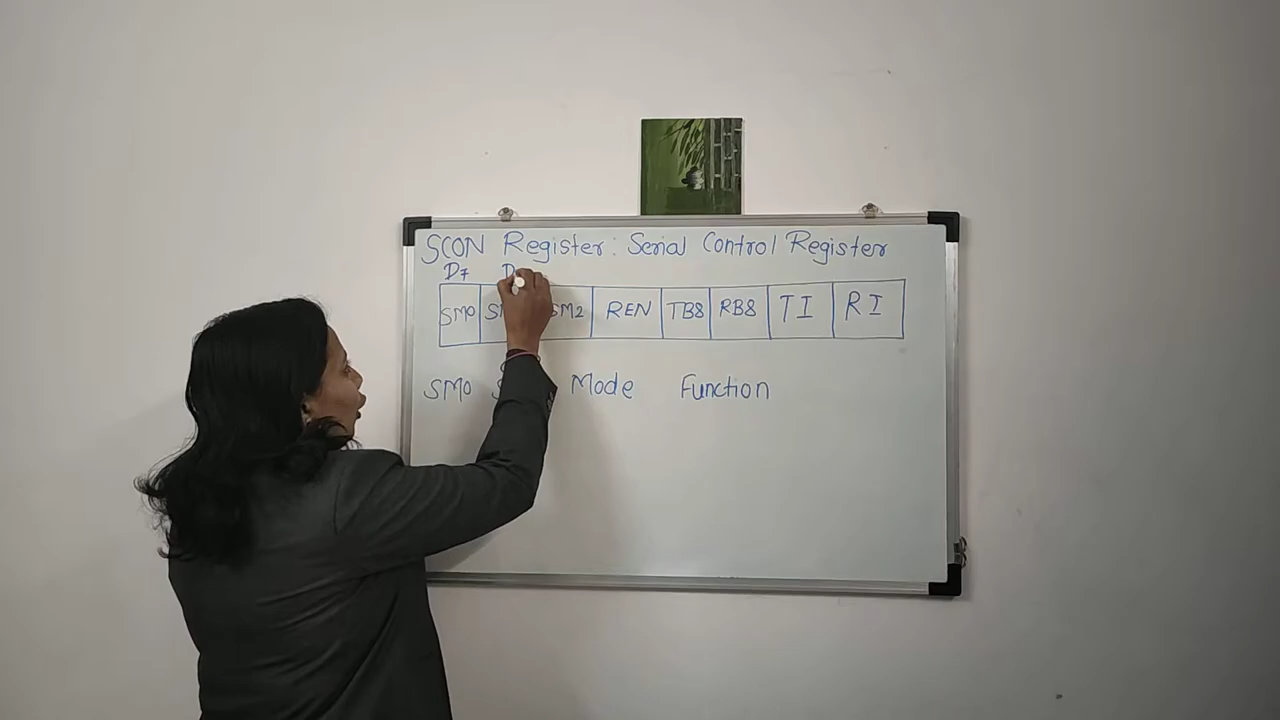 SCON Register: Serial Control Register
D7 D
SM0 SM2 REN TB8 RB8 TI RI
SM0 Mode Function